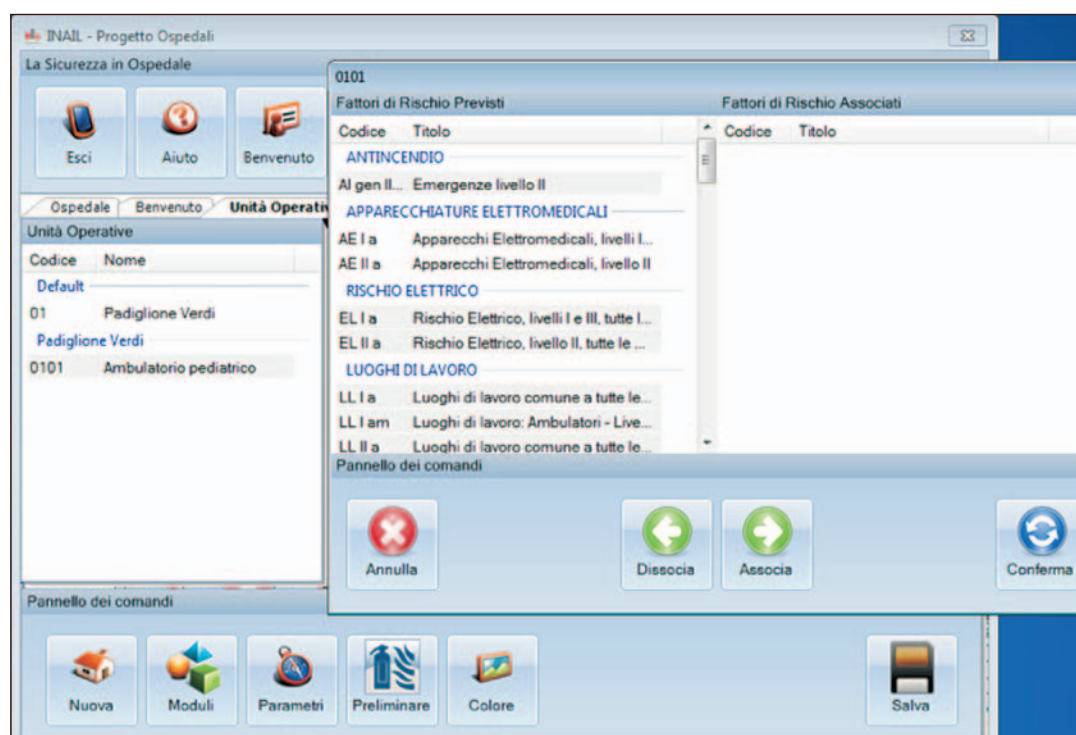 INAIL - Progetto Ospedali
La Sicurezza in Ospedale
Esci
Aiuto
Benvenuto
Ospedale
Benvenuto
Unità Operativ
Unità Operative
Codice Nome
Default
01 Padiglione Verdi
Padiglione Verdi
0101 Ambulatorio pediatrico
0101
Fattori di Rischio Previsti
Fattori di Rischio Associati
Codice Titolo
Codice Titolo
ANTINCENDIO
AI gen II... Emergenze livello II
APPARECCHIATURE ELETTROMEDICALI
AE I a Apparecchi Elettromedicali, livelli I...
AE II a Apparecchi Elettromedicali, livello II
RISCHIO ELETTRICO
EL I a Rischio Elettrico, livelli I e III, tutte l...
EL II a Rischio Elettrico, livello II, tutte le ...
LUOGHI DI LAVORO
LL I a Luoghi di lavoro comune a tutte le...
LL I am Luoghi di lavoro: Ambulatori - Live...
LL II a Luoghi di lavoro comune a tutte le...
Pannello dei comandi
Annulla
Dissocia
Associa
Conferma
Pannello dei comandi
Nuova
Moduli
Parametri
Preliminare
Colore
Salva